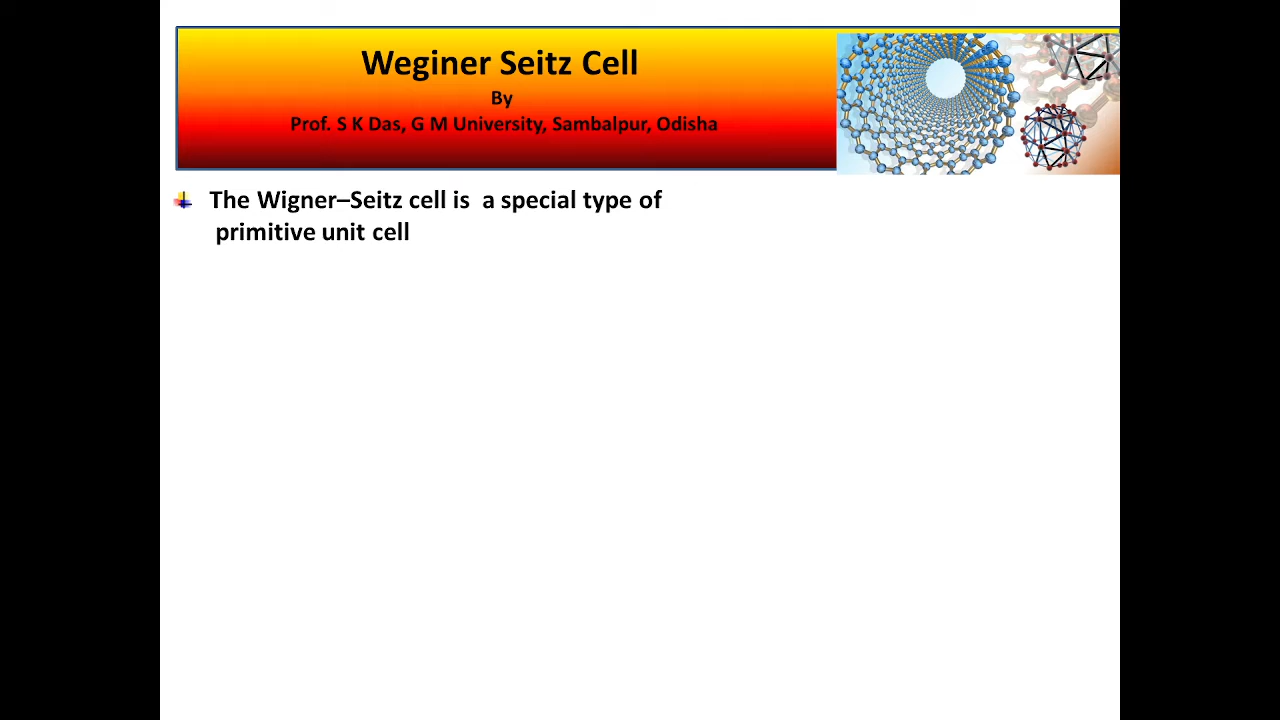 Weginer Seitz Cell
By
Prof. S K Das, G M University, Sambalpur, Odisha
The Wigner–Seitz cell is a special type of
primitive unit cell